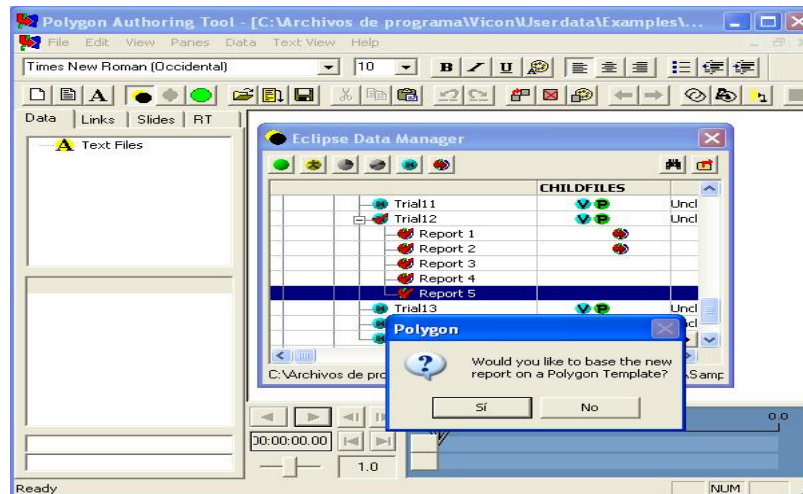 Polygon Authoring Tool - [C:\Archivos de programa\Vicon\Userdata\Examples\...
File Edit View Panes Data Text View Help
Times New Roman (Occidental) 10 B I U
A
Data Links Slides RT
A Text Files
Eclipse Data Manager
CHILDFILES
Trial11 V P Uncl
Trial12 V P Uncl
Report 1
Report 2
Report 3
Report 4
Report 5
Trial13 V P Uncl
Polygon
Would you like to base the new
report on a Polygon Template?
Sí No
C:\Archivos de
00:00:00.00
0.0
1.0
Ready NUM